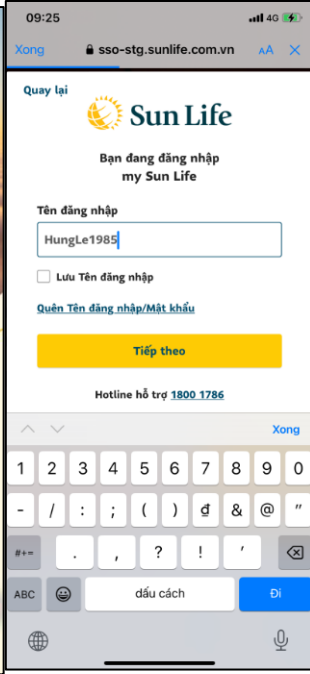 09:25
4G
Xong
sso-stg.sunlife.com.vn
AA
Quay lại
Sun Life
Bạn đang đăng nhập
my Sun Life
Tên đăng nhập
HungLe1985
Lưu Tên đăng nhập
Quên Tên đăng nhập/Mật khẩu
Tiếp theo
Hotline hỗ trợ 1800 1786
Xong
1 2 3 4 5 6 7 8 9 0
- / : ; ( ) ₫ & @ "
#+= . , ? ! '
ABC dấu cách Đi